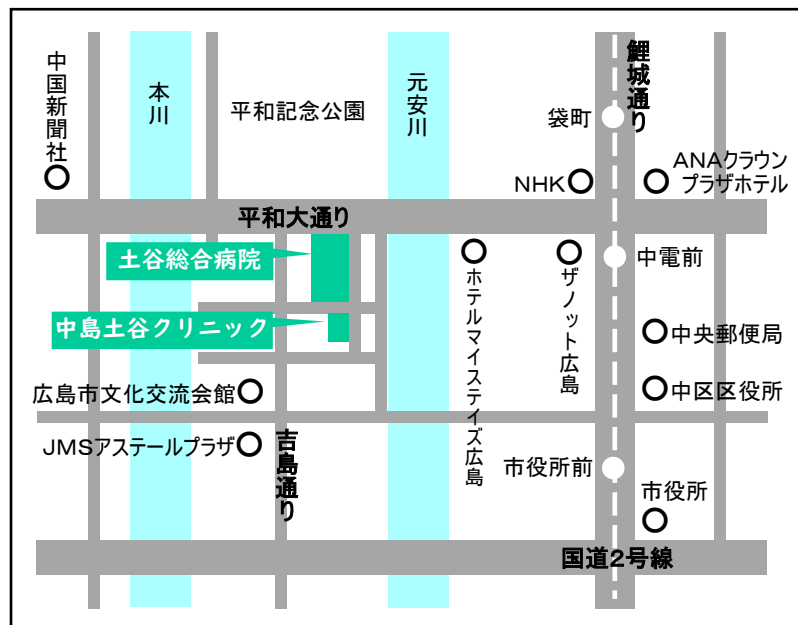 中国新聞社
本川
平和記念公園
元安川
鯉城通り
袋町
NHK
ANAクラウン
プラザホテル
平和大通り
土谷総合病院
中電前
ホテルマイステイズ広島
ザノット広島
中島土谷クリニック
中央郵便局
広島市文化交流会館
中区区役所
JMSアステールプラザ
吉島通り
市役所前
市役所
国道2号線